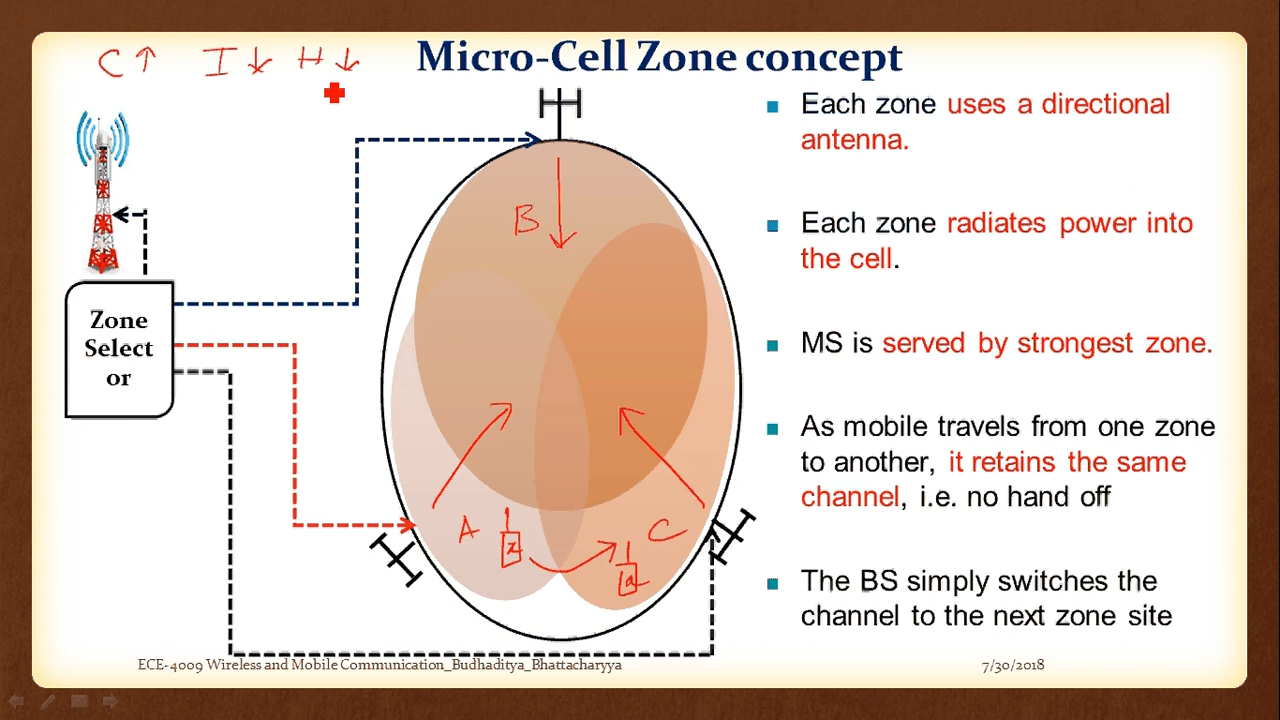 C↑ I↓ H↓
Micro-Cell Zone concept
Each zone uses a directional
antenna.
Each zone radiates power into
the cell.
MS is served by strongest zone.
As mobile travels from one zone
to another, it retains the same
channel, i.e. no hand off
The BS simply switches the
channel to the next zone site
Zone
Select
or
B
A
C
ECE-4009 Wireless and Mobile Communication_Budhaditya_Bhattacharyya
7/30/2018